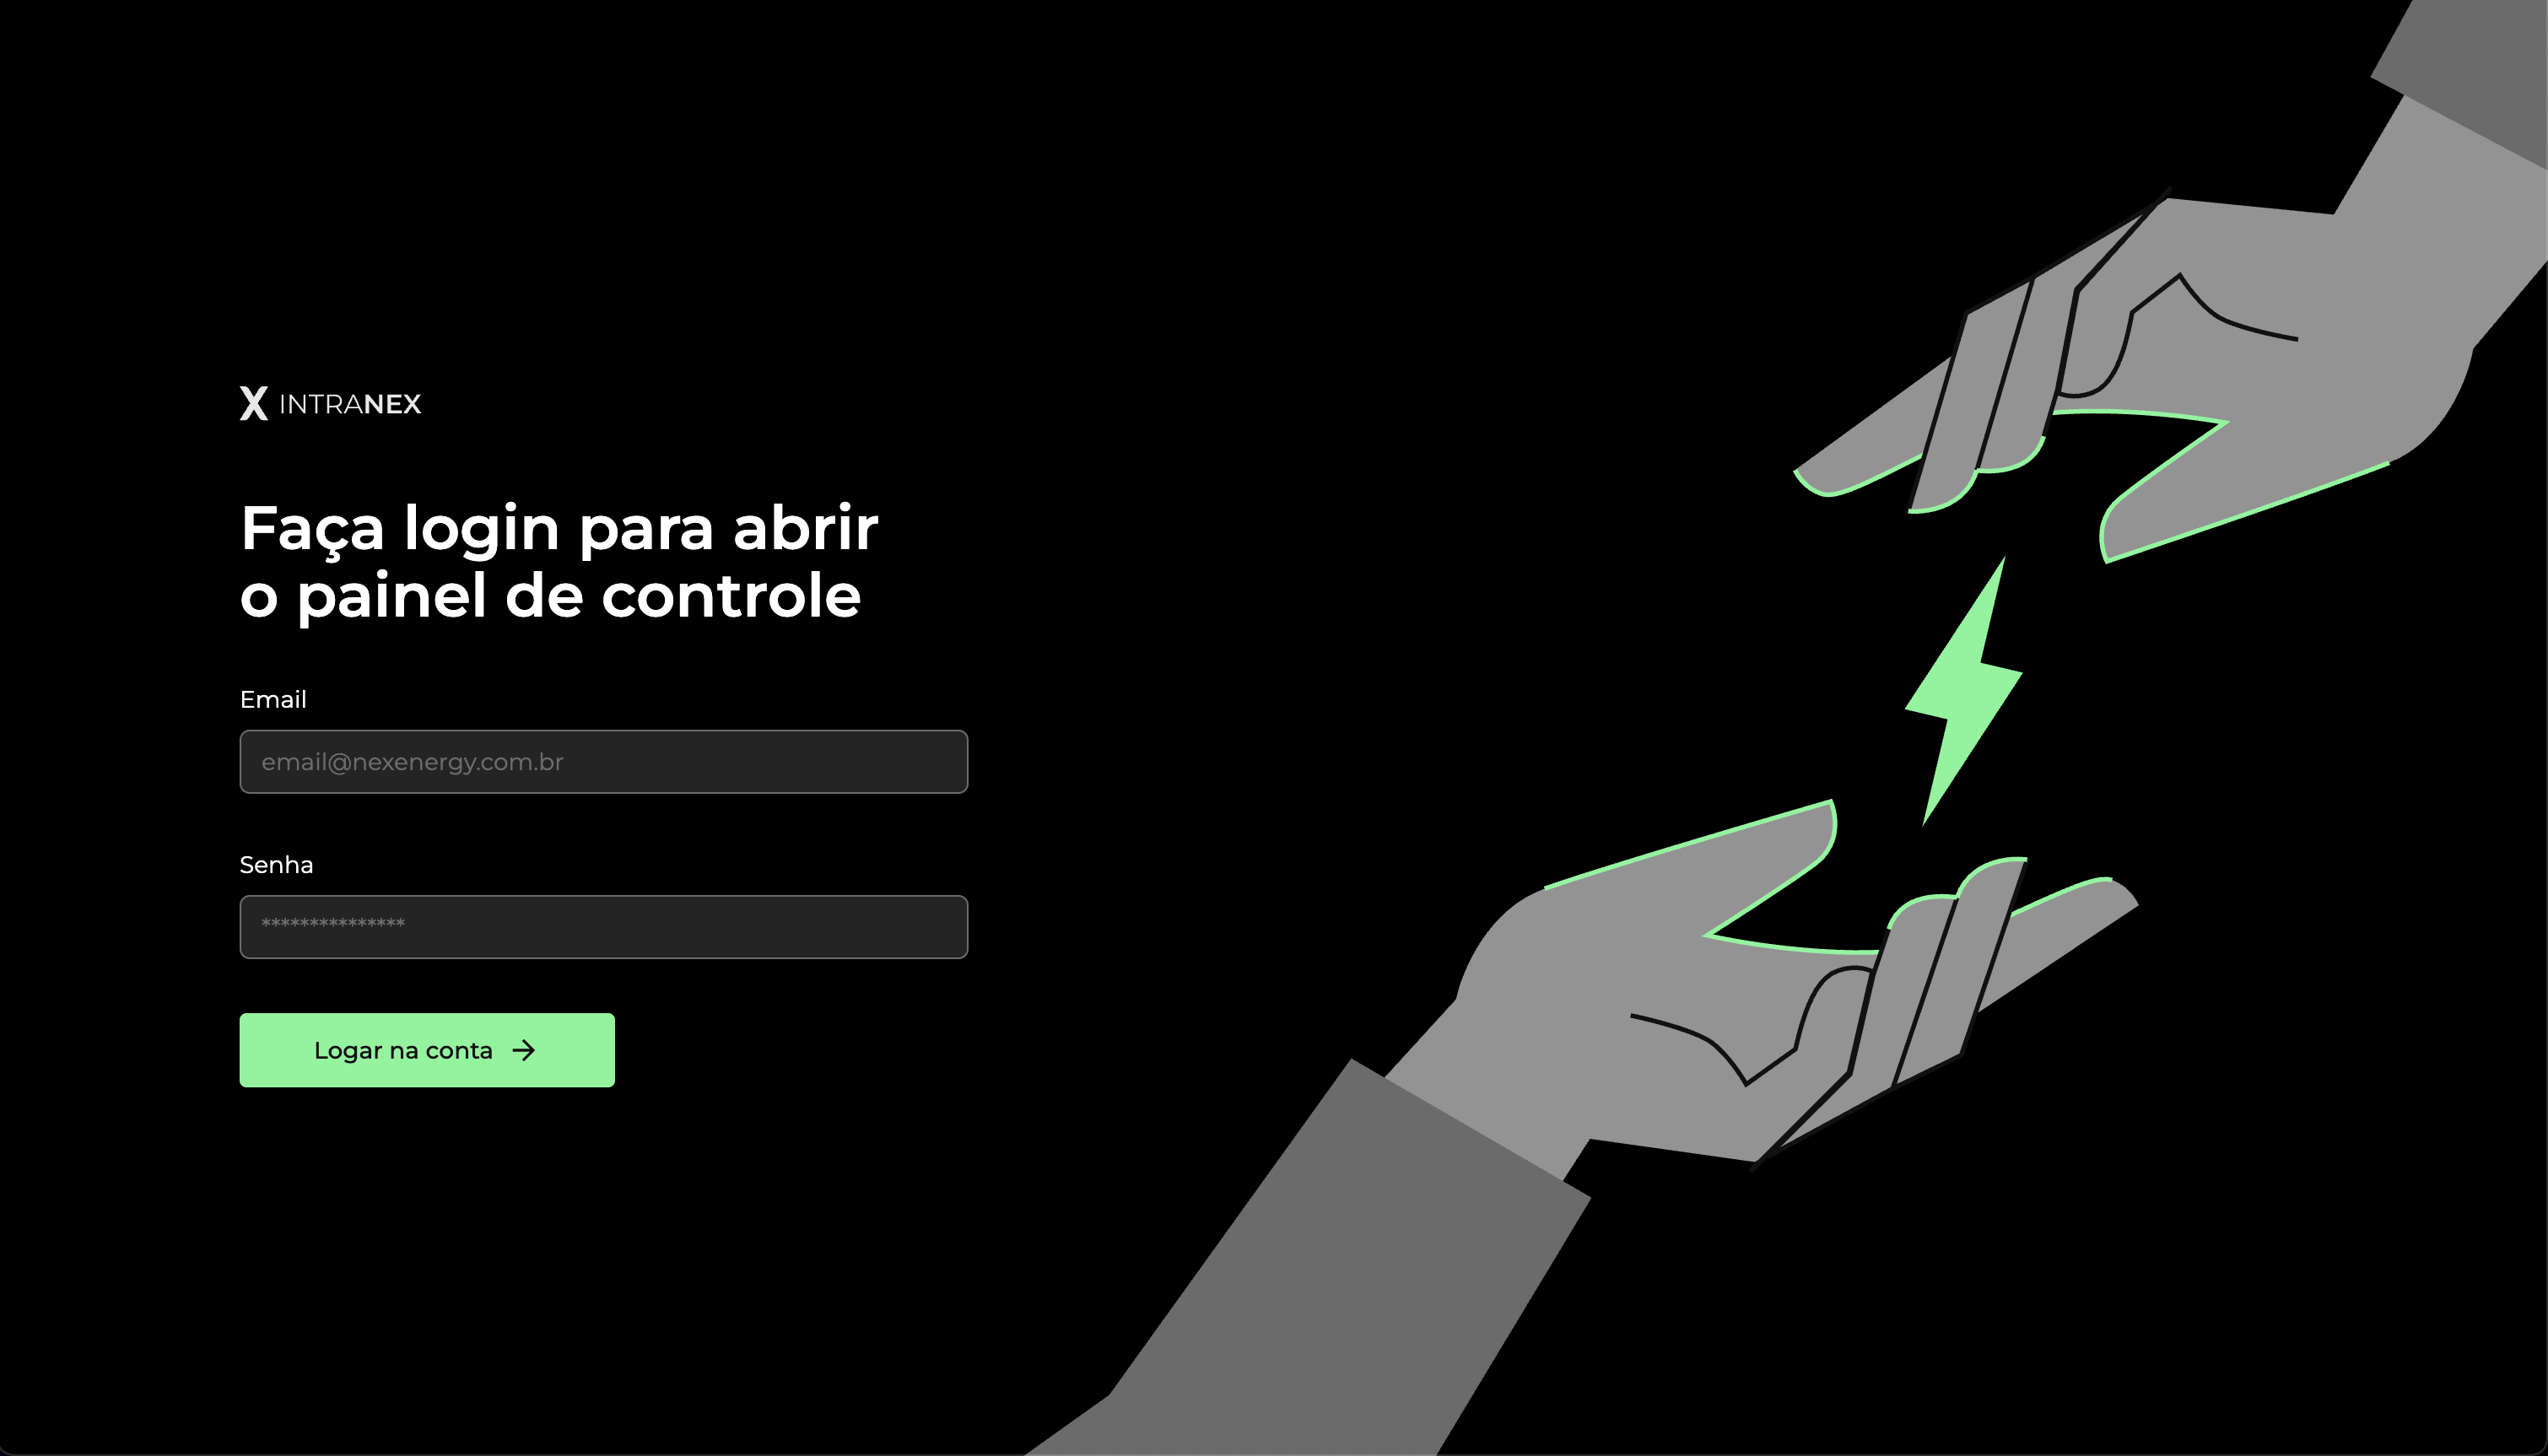 X INTRANEX
Faça login para abrir
o painel de controle
Email
email@nexenergy.com.br
Senha
***************
Logar na conta →